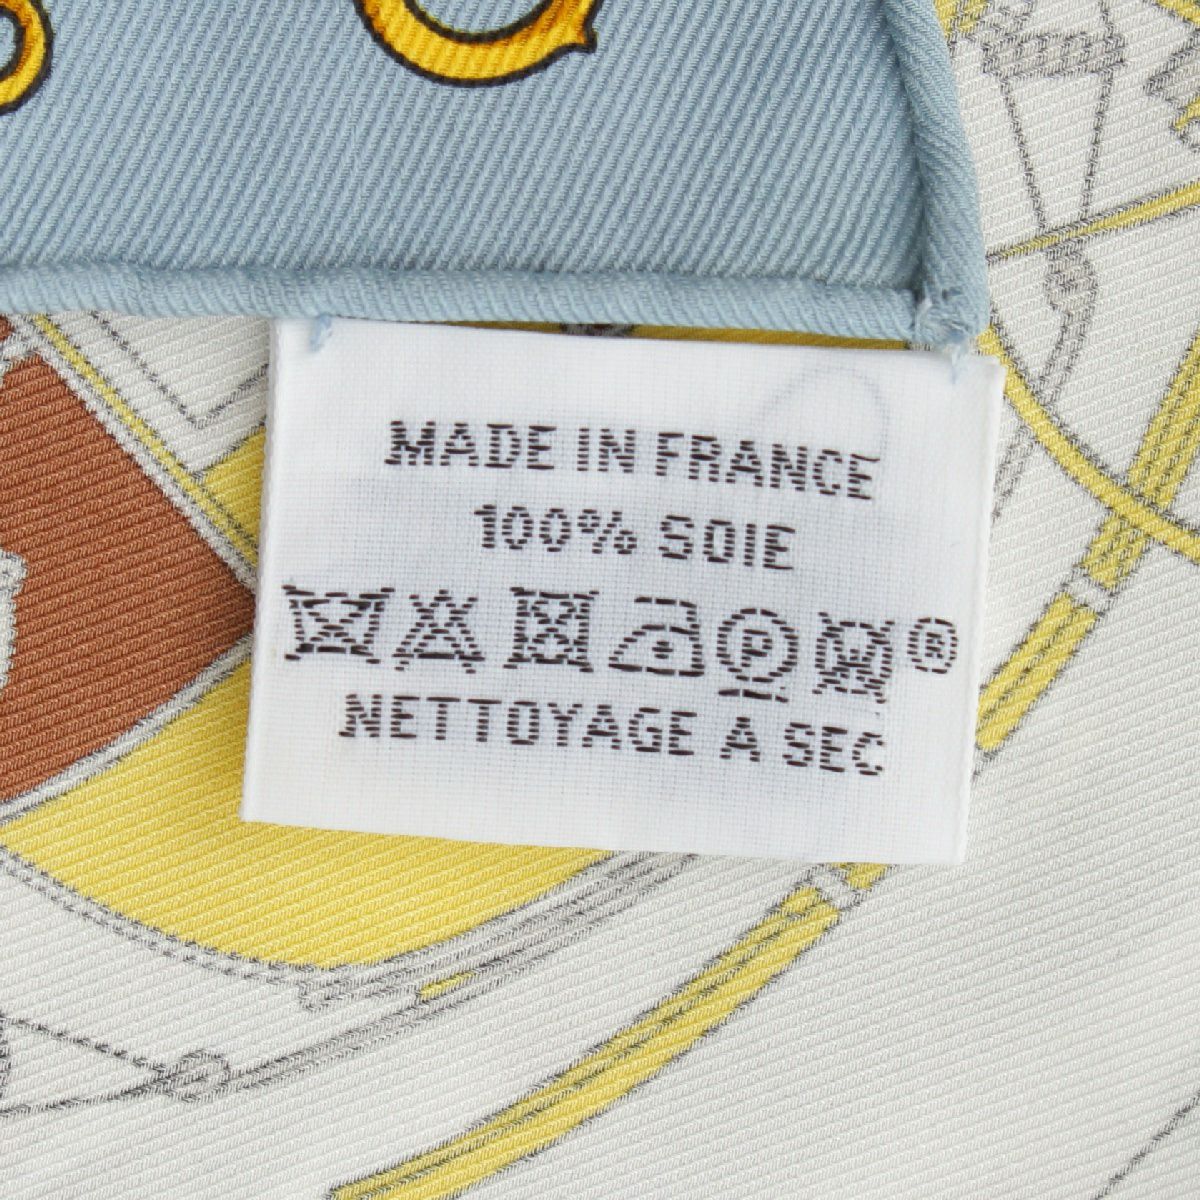 MADE IN FRANCE
100% SOIE
P ®
NETTOYAGE A SEC